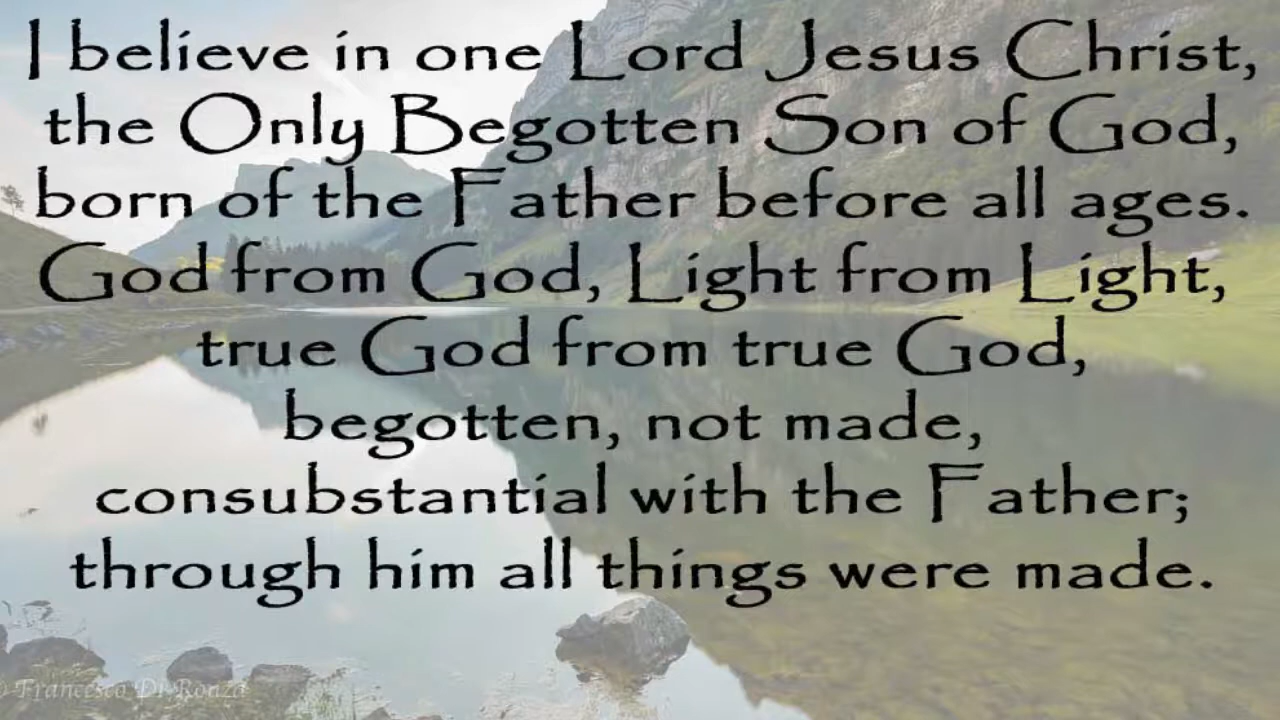 I believe in one Lord Jesus Christ,
the Only Begotten Son of God,
born of the Father before all ages.
God from God, Light from Light,
true God from true God,
begotten, not made,
consubstantial with the Father;
through him all things were made.
© Francesco Di Ronza